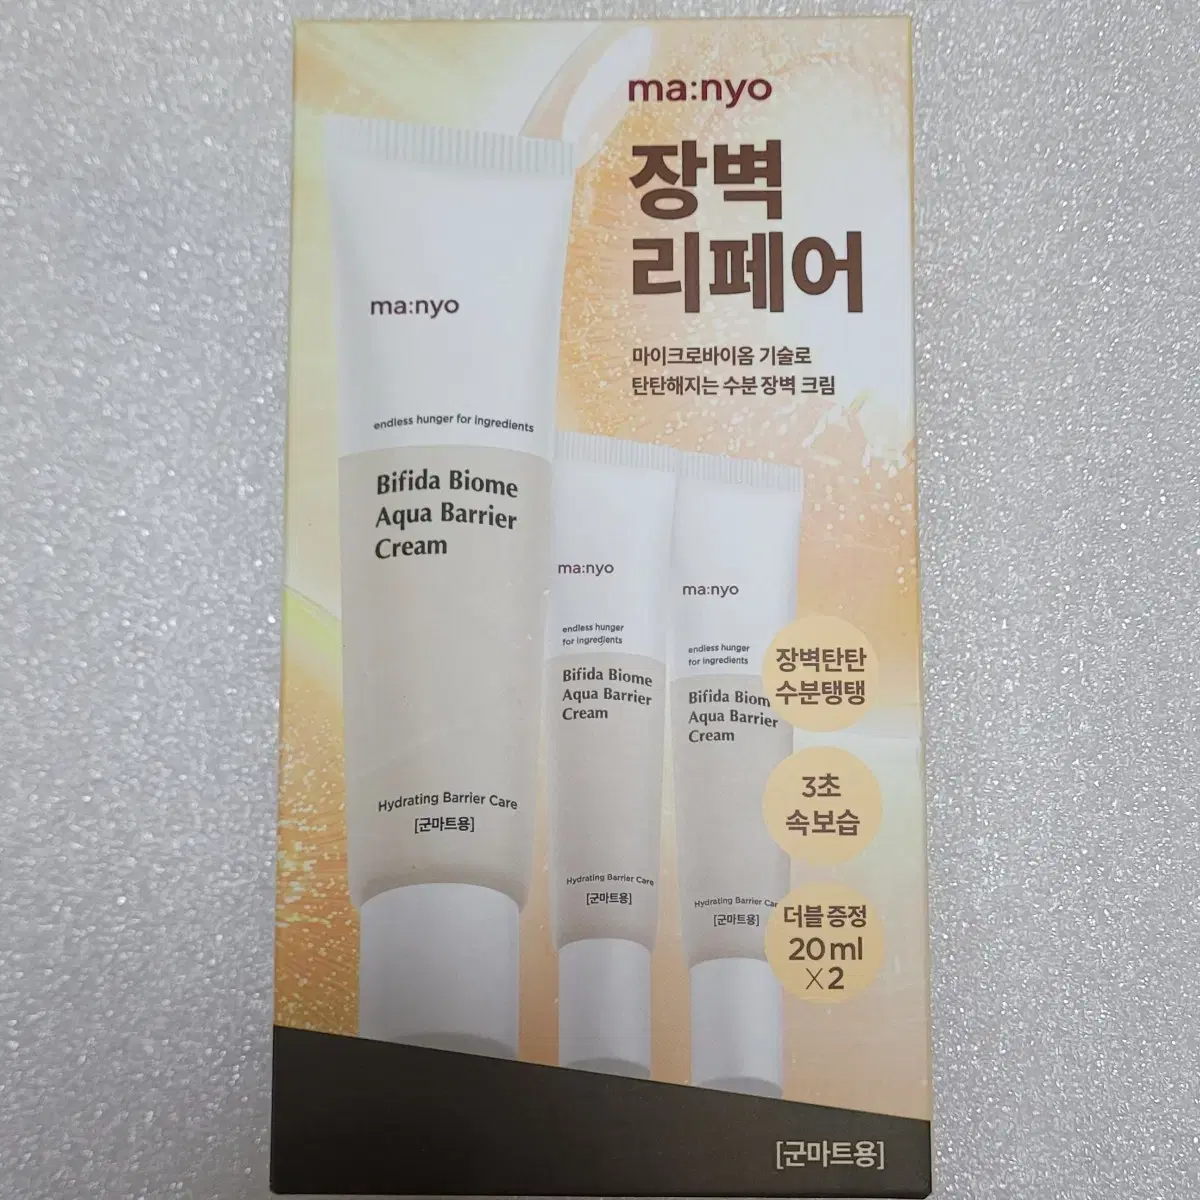 ma:nyo
장벽
리페어
마이크로바이옴 기술로
탄탄해지는 수분 장벽 크림
ma:nyo
endless hunger for ingredients
Bifida Biome
Aqua Barrier
Cream
Hydrating Barrier Care
[군마트용]
ma:nyo
endless hunger
for ingredients
Bifida Biome
Aqua Barrier
Cream
Hydrating Barrier Care
[군마트용]
ma:nyo
endless hunger
for ingredients
Bifida Biom
Aqua Barrier
Cream
Hydrating Barrier Car
[군마트용]
장벽탄탄
수분탱탱
3초
속보습
더블 증정
20ml
X2
[군마트용]